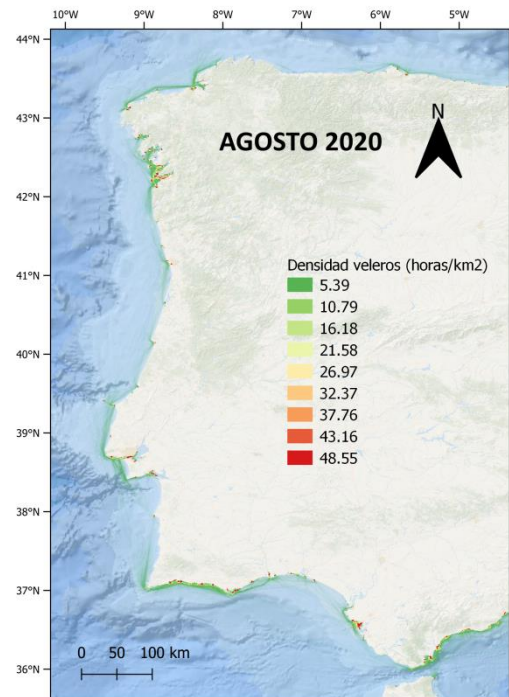 10°W 9°W 8°W 7°W 6°W 5°W
44°N
43°N
N
AGOSTO 2020
42°N
41°N
Densidad veleros (horas/km2)
5.39
10.79
16.18
40°N
21.58
26.97
32.37
37.76
39°N
43.16
48.55
38°N
37°N
0 50 100 km
36°N